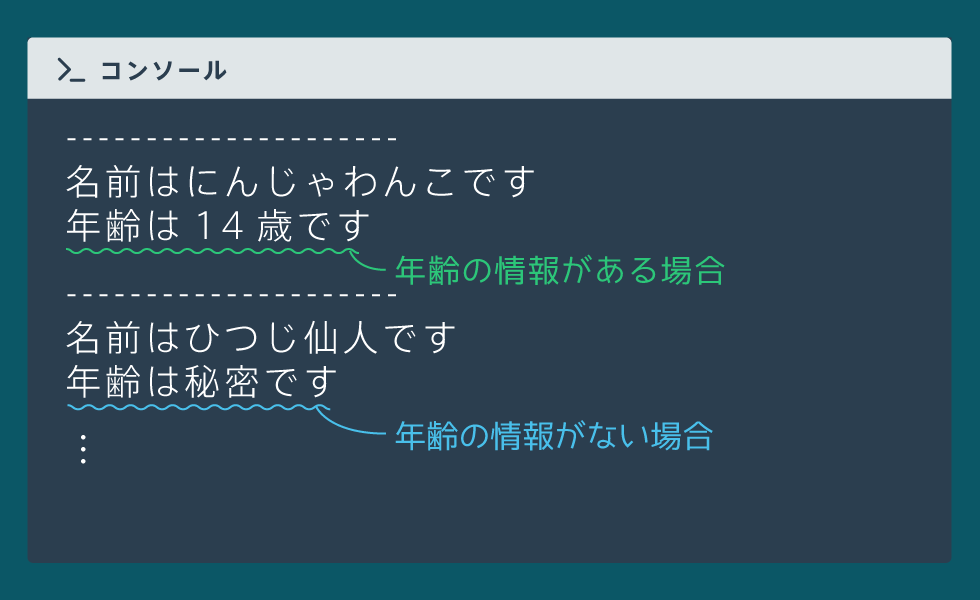 >_ コンソール
---------------------
名前はにんじゃわんこです
年齢は 14 歳です
年齢の情報がある場合
---------------------
名前はひつじ仙人です
年齢は秘密です
年齢の情報がない場合
⋮